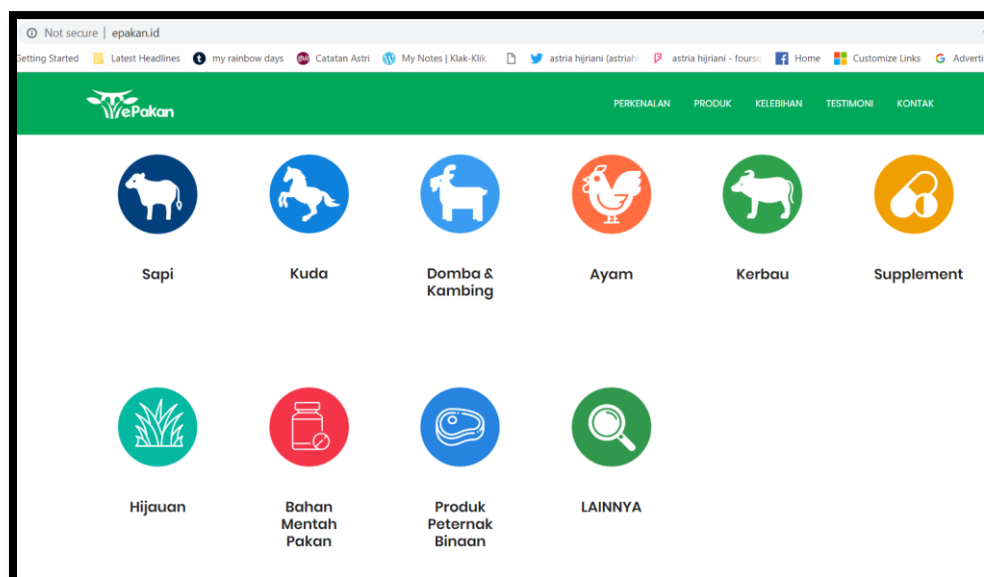 Not secure | epakan.id
Getting Started Latest Headlines my rainbow days Catatan Astri My Notes | Klak-Klik, astria hijriani (astriah astria hijriani - fourso Home Customize Links Adverti
ePakan PERKENALAN PRODUK KELEBIHAN TESTIMONI KONTAK
Sapi Kuda Domba & Ayam Kerbau Supplement
Kambing
Hijauan Bahan Produk LAINNYA
Mentah Peternak
Pakan Binaan